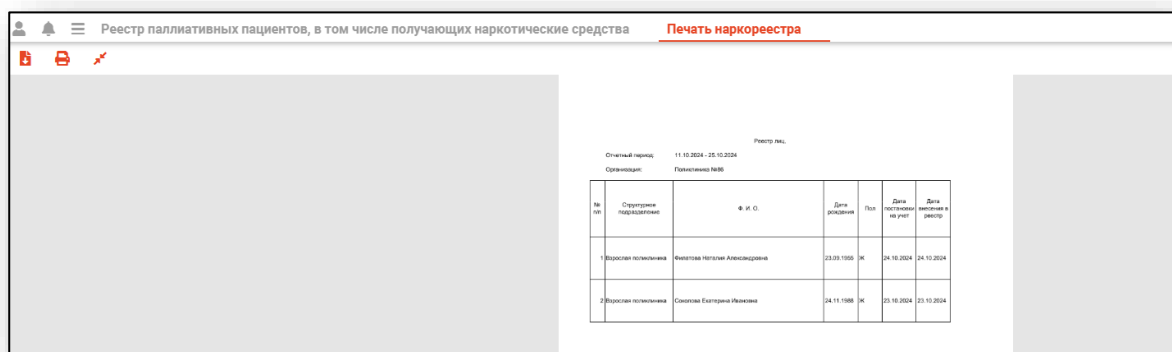 Реестр паллиативных пациентов, в том числе получающих наркотические средства Печать наркореестра
Реестр лиц,
Отчетный период: 11.10.2024 - 25.10.2024
Организация: Поликлиника №86
№ п/п Структурное подразделение Ф. И. О. Дата рождения Пол Дата постановки на учет Дата внесения в реестр
1 Взрослая поликлиника Филатова Наталия Александровна 23.09.1955 Ж 24.10.2024 24.10.2024
2 Взрослая поликлиника Соколова Екатерина Ивановна 24.11.1988 Ж 23.10.2024 23.10.2024